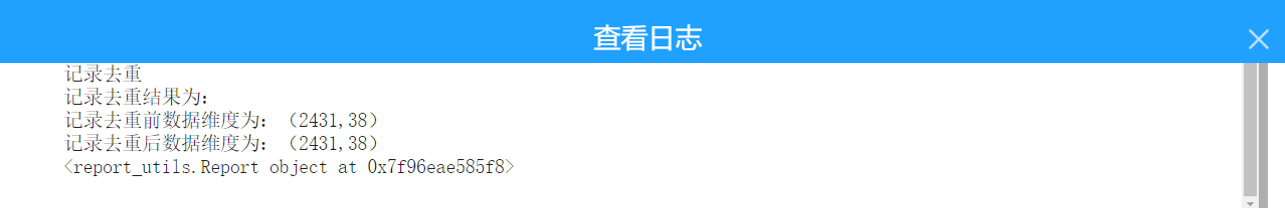 查看日志
记录去重
记录去重结果为:
记录去重前数据维度为: (2431,38)
记录去重后数据维度为: (2431,38)
<report_utils.Report object at 0x7f96eae585f8>